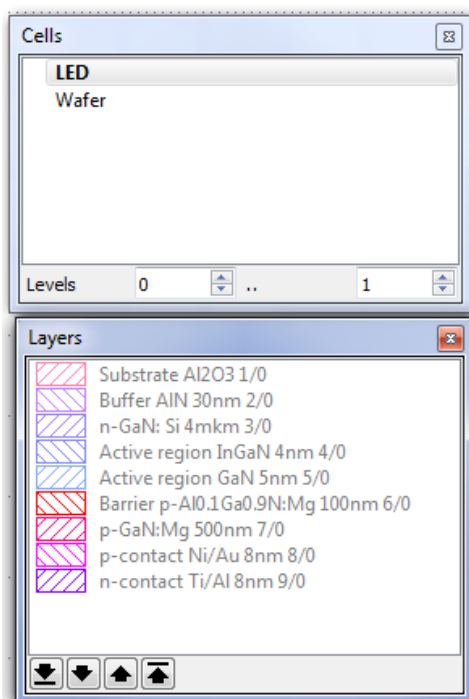 Cells
LED
Wafer
Levels 0 .. 1
Layers
Substrate Al2O3 1/0
Buffer AlN 30nm 2/0
n-GaN: Si 4mkm 3/0
Active region InGaN 4nm 4/0
Active region GaN 5nm 5/0
Barrier p-Al0.1Ga0.9N:Mg 100nm 6/0
p-GaN:Mg 500nm 7/0
p-contact Ni/Au 8nm 8/0
n-contact Ti/Al 8nm 9/0